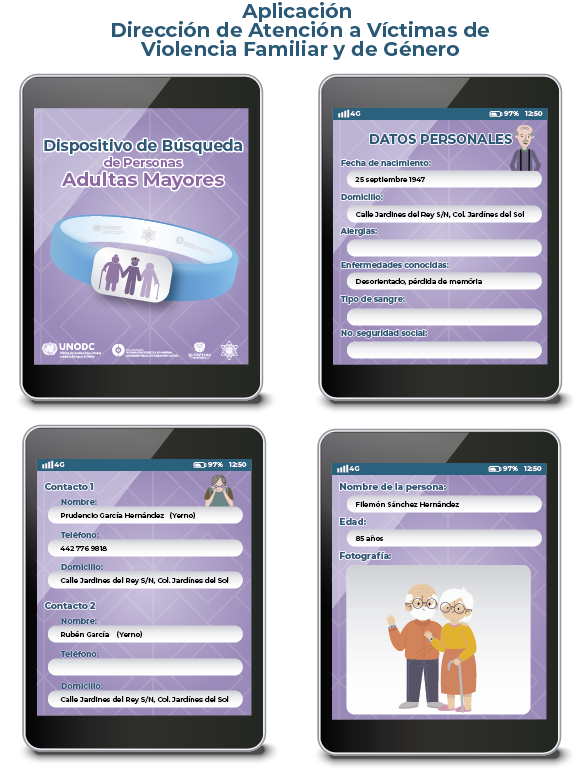 Aplicación
Dirección de Atención a Víctimas de
Violencia Familiar y de Género
Dispositivo de Búsqueda
de Personas
Adultas Mayores
UNODC
UNODC
4G 97% 12:50
DATOS PERSONALES
Fecha de nacimiento:
25 septiembre 1947
Domicilio:
Calle Jardines del Rey S/N, Col. Jardínes del Sol
Alergias:
Enfermedades conocidas:
Desorientado, pérdida de memória
Tipo de sangre:
No. seguridad social:
4G 97% 12:50
Contacto 1
Nombre:
Prudencio García Hernández (Yerno)
Teléfono:
442 776 9818
Domicilio:
Calle Jardines del Rey S/N, Col. Jardínes del Sol
Contacto 2
Nombre:
Rubén García (Yerno)
Teléfono:
Domicilio:
Calle Jardines del Rey S/N, Col. Jardínes del Sol
4G 97% 12:50
Nombre de la persona:
Filemón Sánchez Hernández
Edad:
85 años
Fotografía: